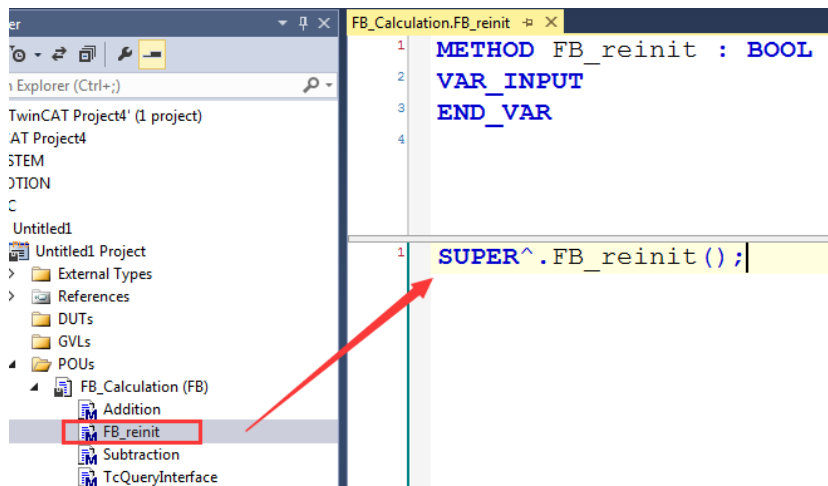 er
Explorer (Ctrl+;)
TwinCAT Project4' (1 project)
AT Project4
STEM
OTION
C
Untitled1
Untitled1 Project
External Types
References
DUTs
GVLs
POUs
FB_Calculation (FB)
Addition
FB_reinit
Subtraction
TcQueryInterface
FB_Calculation.FB_reinit
1 METHOD FB_reinit : BOOL
2 VAR_INPUT
3 END_VAR
4
1 SUPER^.FB_reinit();